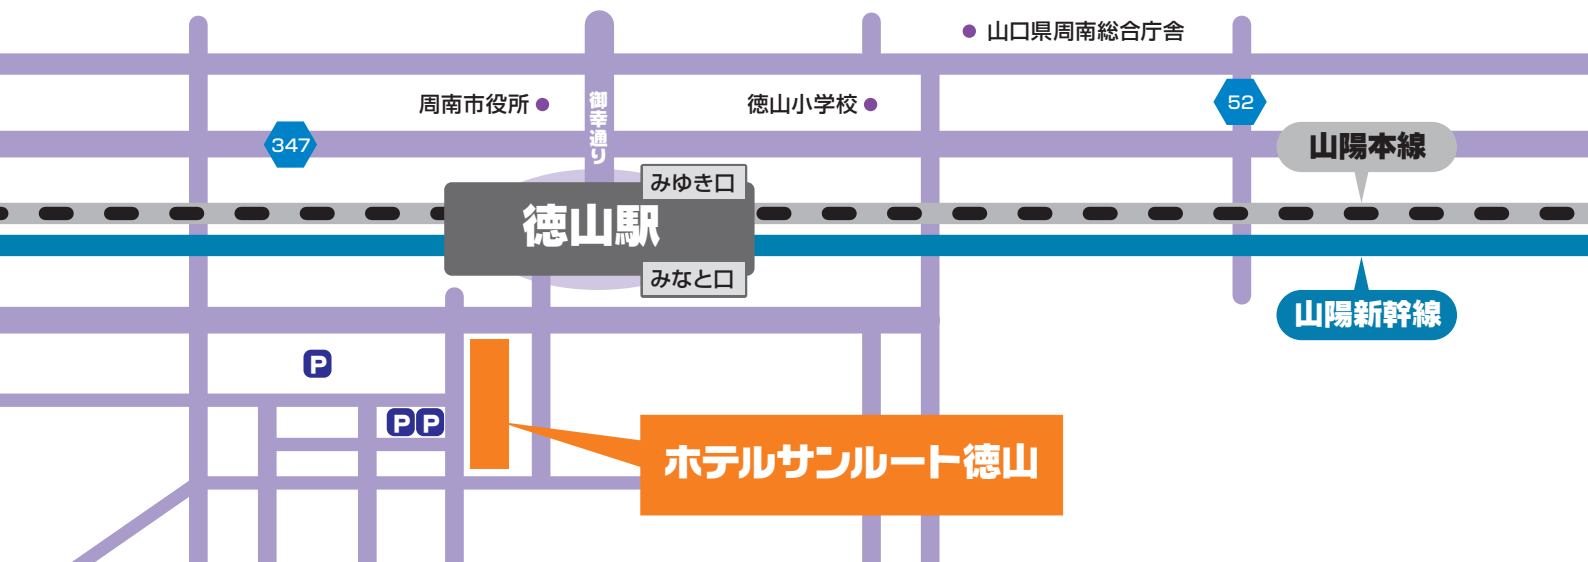 山口県周南総合庁舎
周南市役所
御幸通り
徳山小学校
52
347
山陽本線
みゆき口
徳山駅
みなと口
山陽新幹線
P
P P
ホテルサンルート徳山